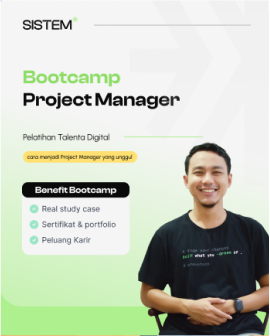 SISTEM
Bootcamp
Project Manager
Pelatihan Talenta Digital
cara menjadi Project Manager yang unggul
Benefit Bootcamp
Real study case
Sertifikat & portfolio
Peluang Karir